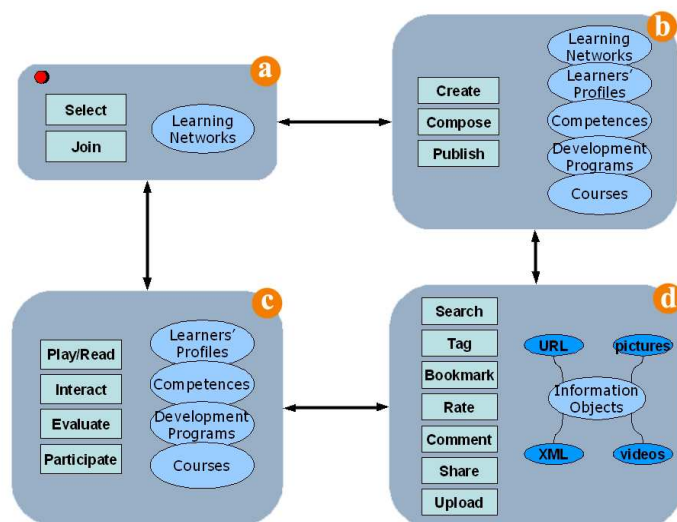 a
Select
Join
Learning
Networks
b
Create
Compose
Publish
Learning
Networks
Learners'
Profiles
Competences
Development
Programs
Courses
c
Play/Read
Interact
Evaluate
Participate
Learners'
Profiles
Competences
Development
Programs
Courses
d
Search
Tag
Bookmark
Rate
Comment
Share
Upload
URL
pictures
Information
Objects
XML
videos